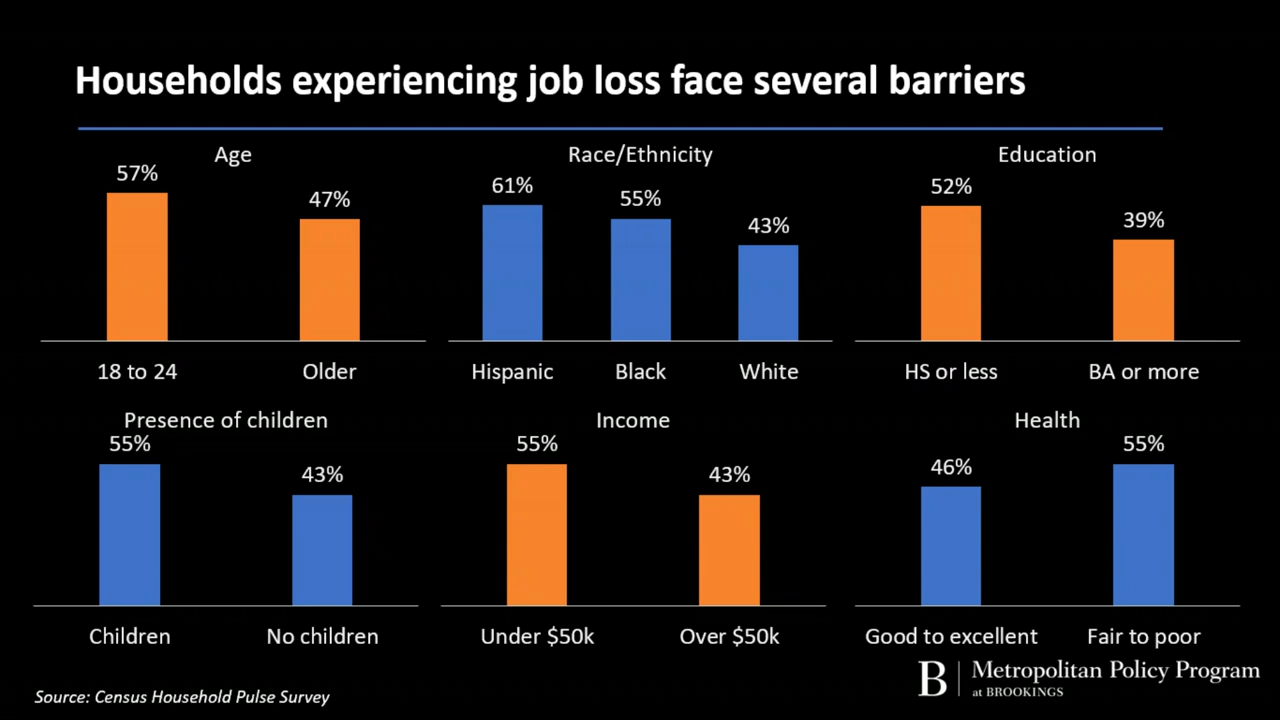 Households experiencing job loss face several barriers
Age
57%
47%
18 to 24
Older
Race/Ethnicity
61%
55%
43%
Hispanic
Black
White
Education
52%
39%
HS or less
BA or more
Presence of children
55%
43%
Children
No children
Income
55%
43%
Under $50k
Over $50k
Health
46%
55%
Good to excellent
Fair to poor
Source: Census Household Pulse Survey
B
Metropolitan Policy Program
at BROOKINGS